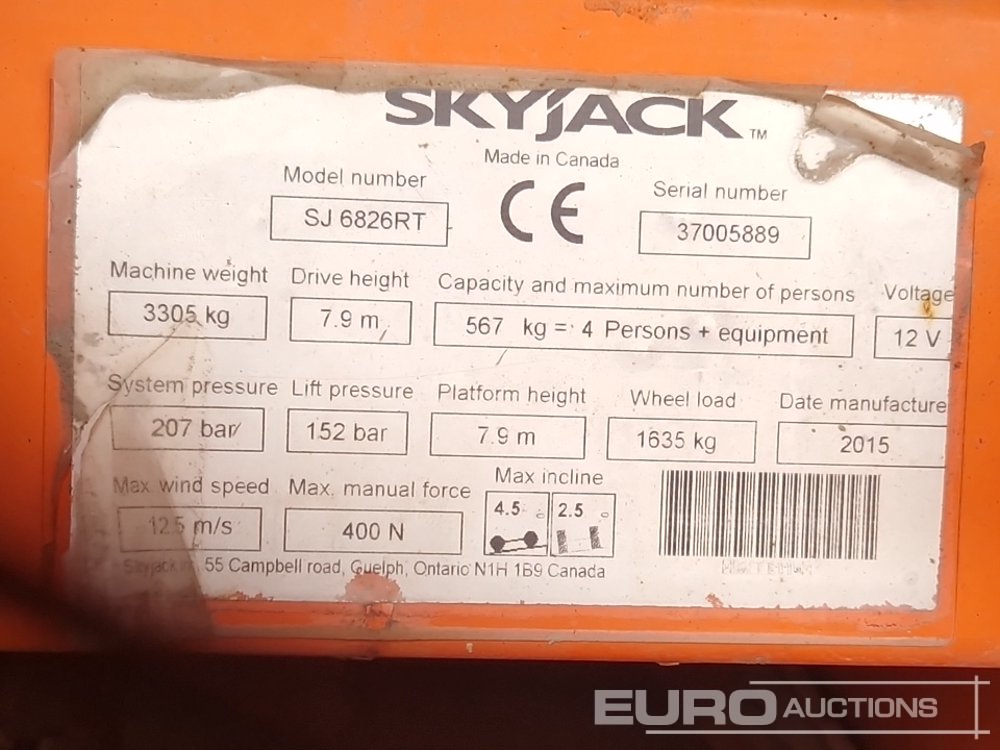 SKYJACK™
Made in Canada
Model number
SJ 6826RT
CE
Serial number
37005889
Machine weight Drive height Capacity and maximum number of persons Voltage
3305 kg 7.9 m 567 kg = 4 Persons + equipment 12 V
System pressure Lift pressure Platform height Wheel load Date manufacture
207 bar 152 bar 7.9 m 1635 kg 2015
Max. wind speed Max. manual force Max incline
12.5 m/s 400 N 4.5° 2.5°
Skyjack 55 Campbell road, Guelph, Ontario N1H 1B9 Canada
EURO AUCTIONS